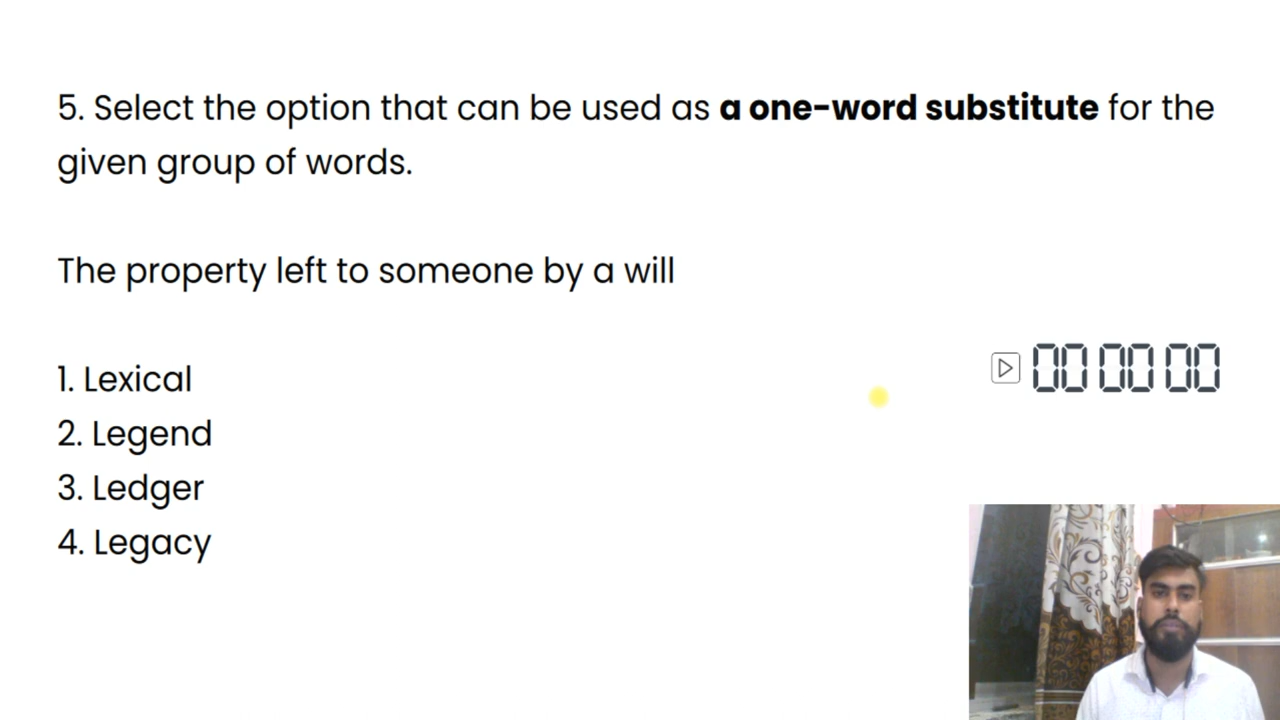 5. Select the option that can be used as a one-word substitute for the
given group of words.
The property left to someone by a will
1. Lexical
2. Legend
3. Ledger
4. Legacy
00 00 00